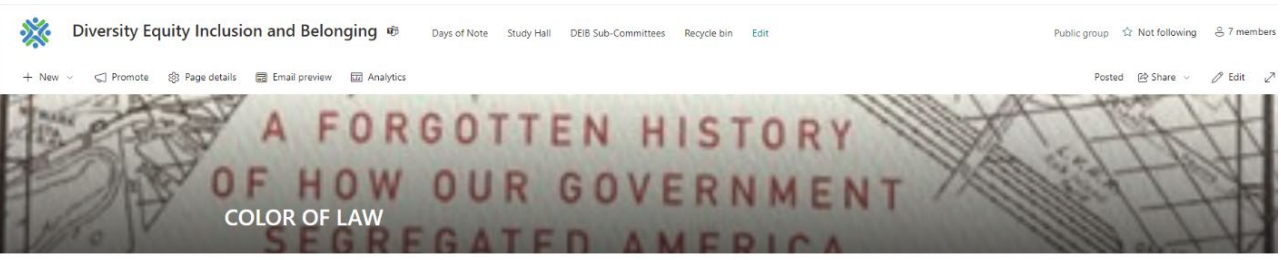 Diversity Equity Inclusion and Belonging
Days of Note Study Hall DEIB Sub-Committees Recycle bin Edit
Public group Not following 7 members
New Promote Page details Email preview Analytics
Posted Share Edit
A FORGOTTEN HISTORY
OF HOW OUR GOVERNMENT
COLOR OF LAW
SEGREGATED AMERICA